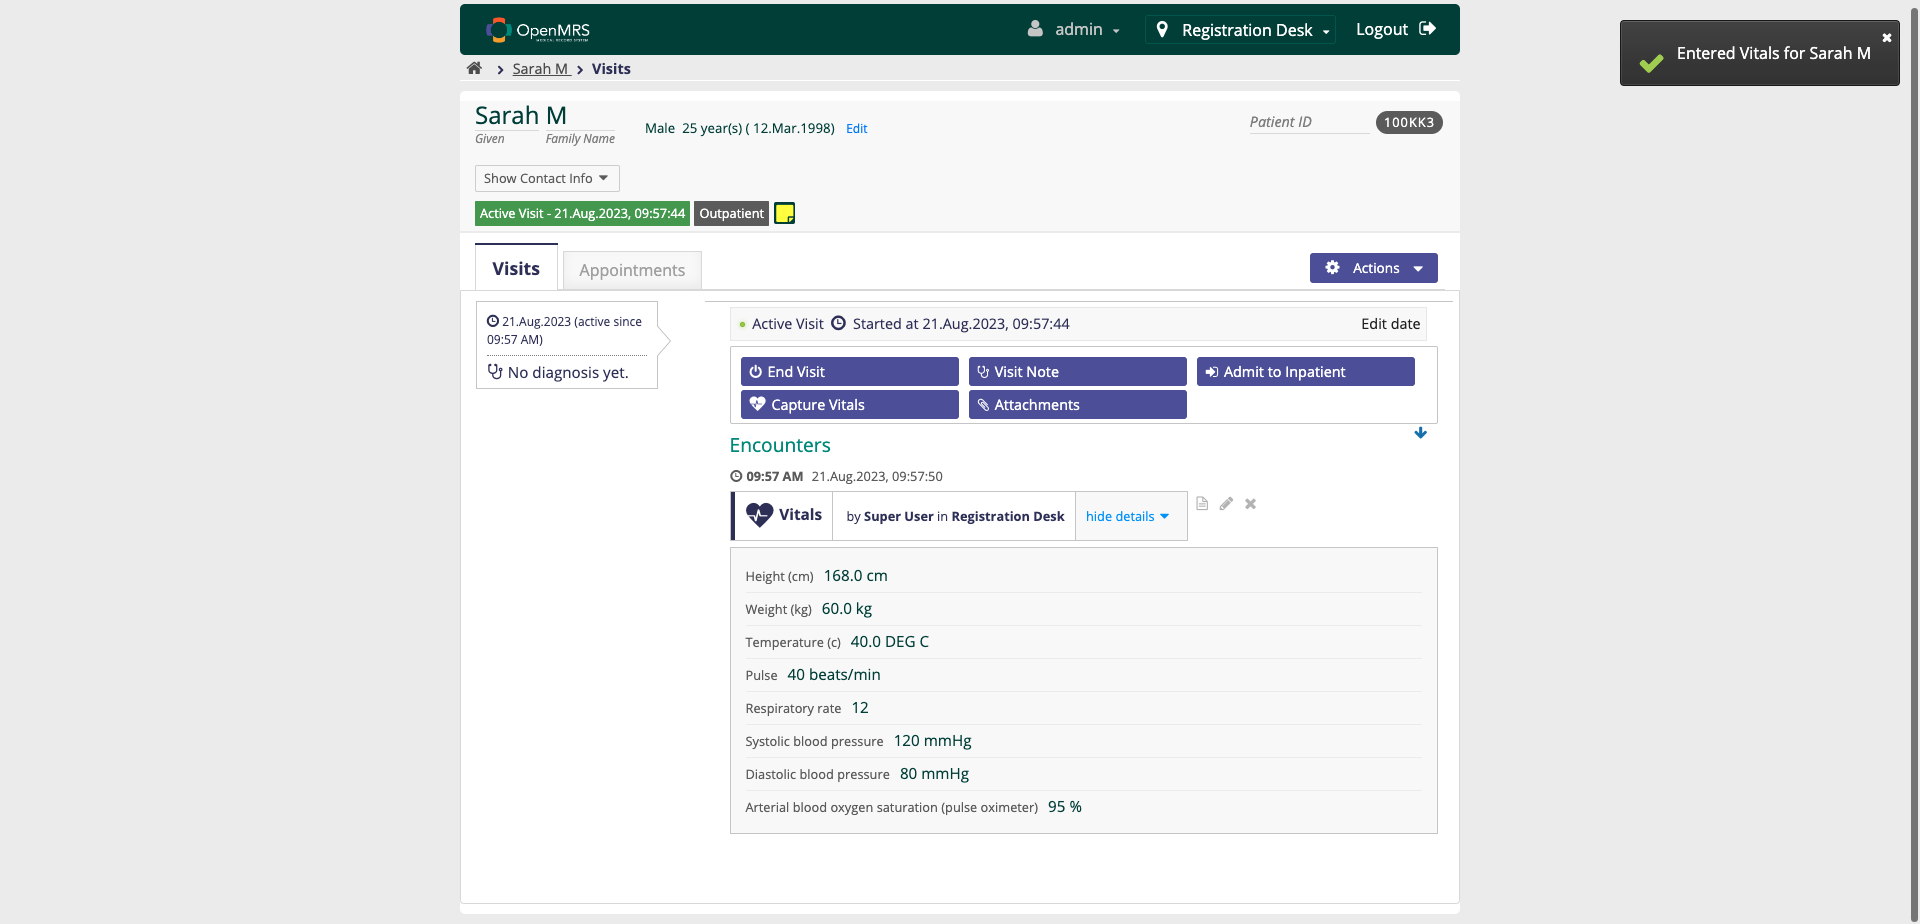 OpenMRS
admin
Registration Desk
Logout
Entered Vitals for Sarah M
Sarah M
Visits
Sarah M
Given
Family Name
Male 25 year(s) ( 12.Mar.1998) Edit
Patient ID
100KK3
Show Contact Info
Active Visit - 21.Aug.2023, 09:57:44
Outpatient
Visits
Appointments
Actions
21.Aug.2023 (active since
09:57 AM)
No diagnosis yet.
Active Visit Started at 21.Aug.2023, 09:57:44
Edit date
End Visit
Visit Note
Admit to Inpatient
Capture Vitals
Attachments
Encounters
09:57 AM 21.Aug.2023, 09:57:50
Vitals
by Super User in Registration Desk
hide details
Height (cm) 168.0 cm
Weight (kg) 60.0 kg
Temperature (c) 40.0 DEG C
Pulse 40 beats/min
Respiratory rate 12
Systolic blood pressure 120 mmHg
Diastolic blood pressure 80 mmHg
Arterial blood oxygen saturation (pulse oximeter) 95 %